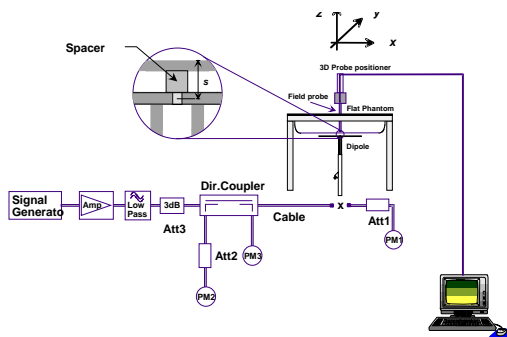 z
y
x
Spacer
s
3D Probe positioner
Field probe
Flat Phantom
Dipole
Dir.Coupler
Signal
Generato
Amp
Low
Pass
3dB
Cable
x
Att1
Att3
Att2
PM3
PM1
PM2